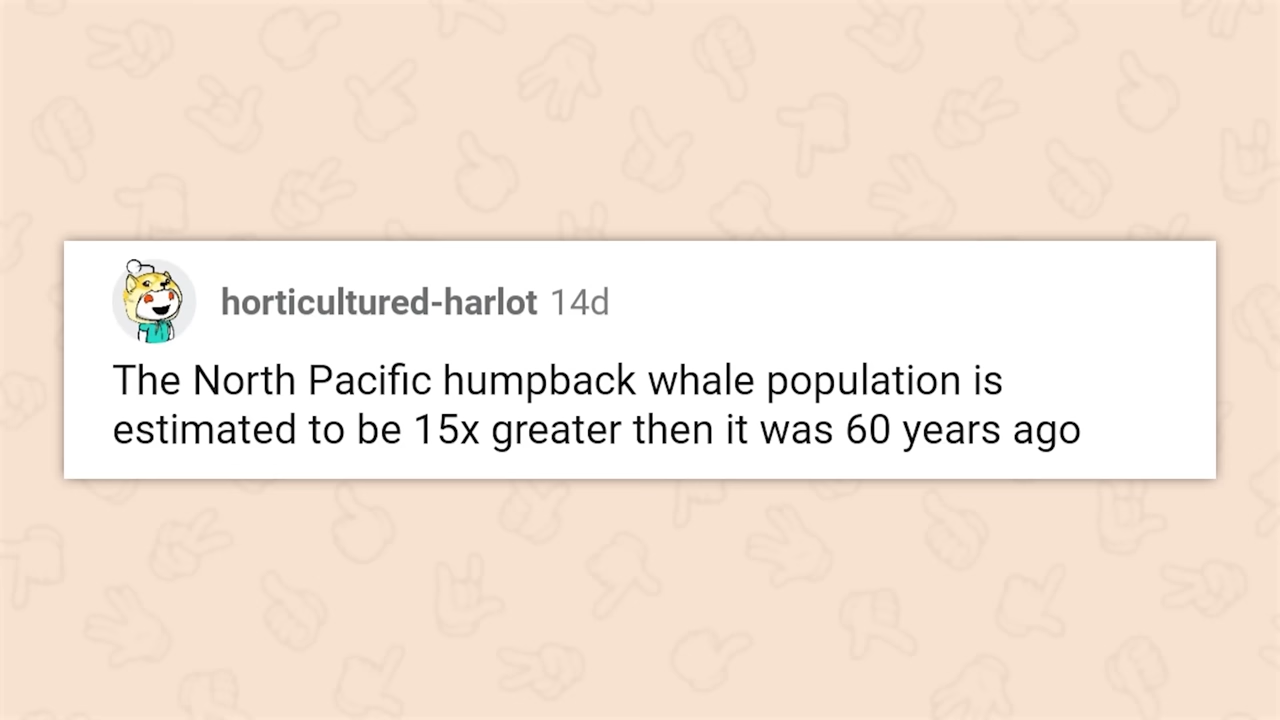 horticultured-harlot 14d
The North Pacific humpback whale population is
estimated to be 15x greater then it was 60 years ago